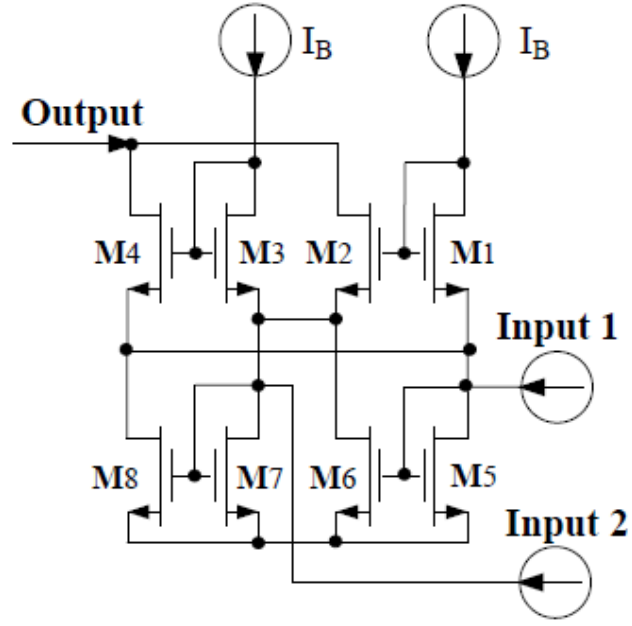 I_B I_B
Output
M4 M3 M2 M1
Input 1
M8 M7 M6 M5
Input 2